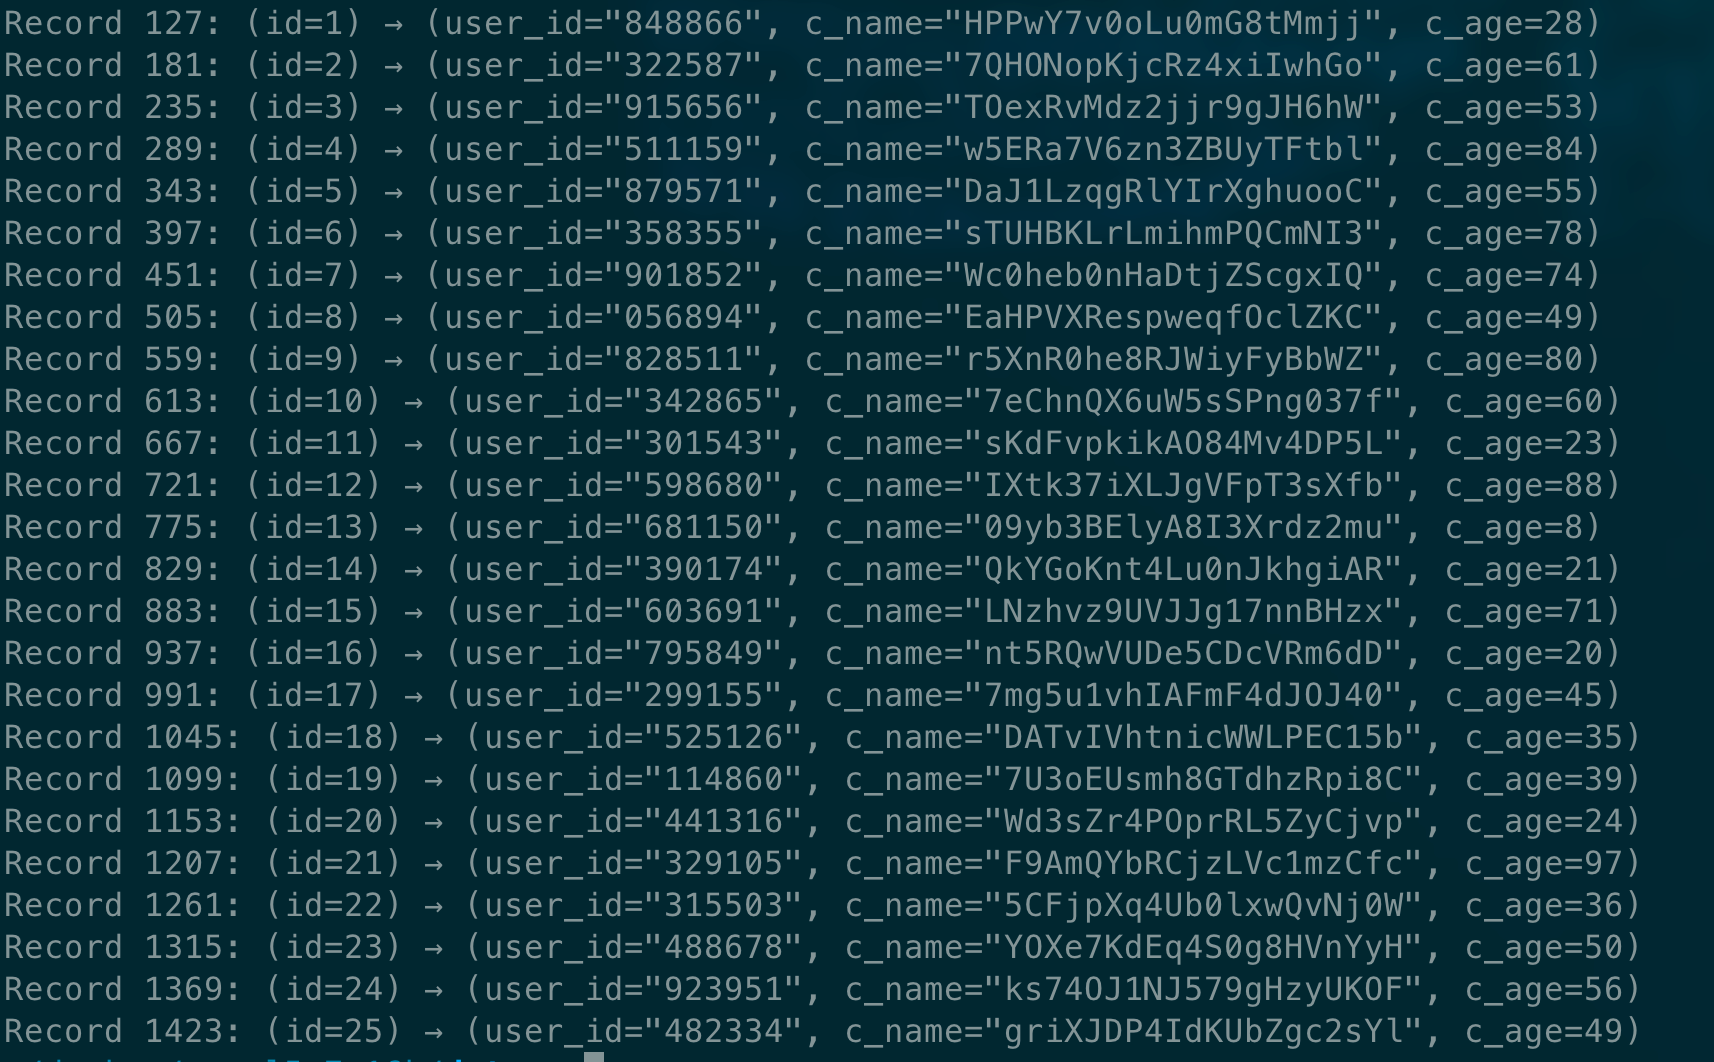 Record 127: (id=1) → (user_id="848866", c_name="HPPwY7v0oLu0mG8tMmjj", c_age=28)
Record 181: (id=2) → (user_id="322587", c_name="7QHONopKjcRz4xiIwhGo", c_age=61)
Record 235: (id=3) → (user_id="915656", c_name="TOexRvMdz2jjr9gJH6hW", c_age=53)
Record 289: (id=4) → (user_id="511159", c_name="w5ERa7V6zn3ZBUyTFtbl", c_age=84)
Record 343: (id=5) → (user_id="879571", c_name="DaJ1LzqgRlYIrXghuooC", c_age=55)
Record 397: (id=6) → (user_id="358355", c_name="sTUHBKLrLmihmPQCmNI3", c_age=78)
Record 451: (id=7) → (user_id="901852", c_name="Wc0heb0nHaDtjZScgxIQ", c_age=74)
Record 505: (id=8) → (user_id="056894", c_name="EaHPVXRespweqfOclZKC", c_age=49)
Record 559: (id=9) → (user_id="828511", c_name="r5XnR0he8RJWiyFyBbWZ", c_age=80)
Record 613: (id=10) → (user_id="342865", c_name="7eChnQX6uW5sSPng037f", c_age=60)
Record 667: (id=11) → (user_id="301543", c_name="sKdFvpkikAO84Mv4DP5L", c_age=23)
Record 721: (id=12) → (user_id="598680", c_name="IXtk37iXLJgVFpT3sXfb", c_age=88)
Record 775: (id=13) → (user_id="681150", c_name="09yb3BElyA8I3Xrdz2mu", c_age=8)
Record 829: (id=14) → (user_id="390174", c_name="QkYGoKnt4Lu0nJkhgiAR", c_age=21)
Record 883: (id=15) → (user_id="603691", c_name="LNzhvz9UVJJg17nnBHzx", c_age=71)
Record 937: (id=16) → (user_id="795849", c_name="nt5RQwVUDe5CDcVRm6dD", c_age=20)
Record 991: (id=17) → (user_id="299155", c_name="7mg5u1vhIAFmF4dJOJ40", c_age=45)
Record 1045: (id=18) → (user_id="525126", c_name="DATvIVhtnicWWLPEC15b", c_age=35)
Record 1099: (id=19) → (user_id="114860", c_name="7U3oEUsmh8GTdhzRpi8C", c_age=39)
Record 1153: (id=20) → (user_id="441316", c_name="Wd3sZr4POprRL5ZyCjvp", c_age=24)
Record 1207: (id=21) → (user_id="329105", c_name="F9AmQYbRCjzLVc1mzCfc", c_age=97)
Record 1261: (id=22) → (user_id="315503", c_name="5CFjpXq4Ub0lxwQvNj0W", c_age=36)
Record 1315: (id=23) → (user_id="488678", c_name="YOXe7KdEq4S0g8HVnYyH", c_age=50)
Record 1369: (id=24) → (user_id="923951", c_name="ks74OJ1NJ579gHzyUKOF", c_age=56)
Record 1423: (id=25) → (user_id="482334", c_name="griXJDP4IdKUbZgc2sYl", c_age=49)